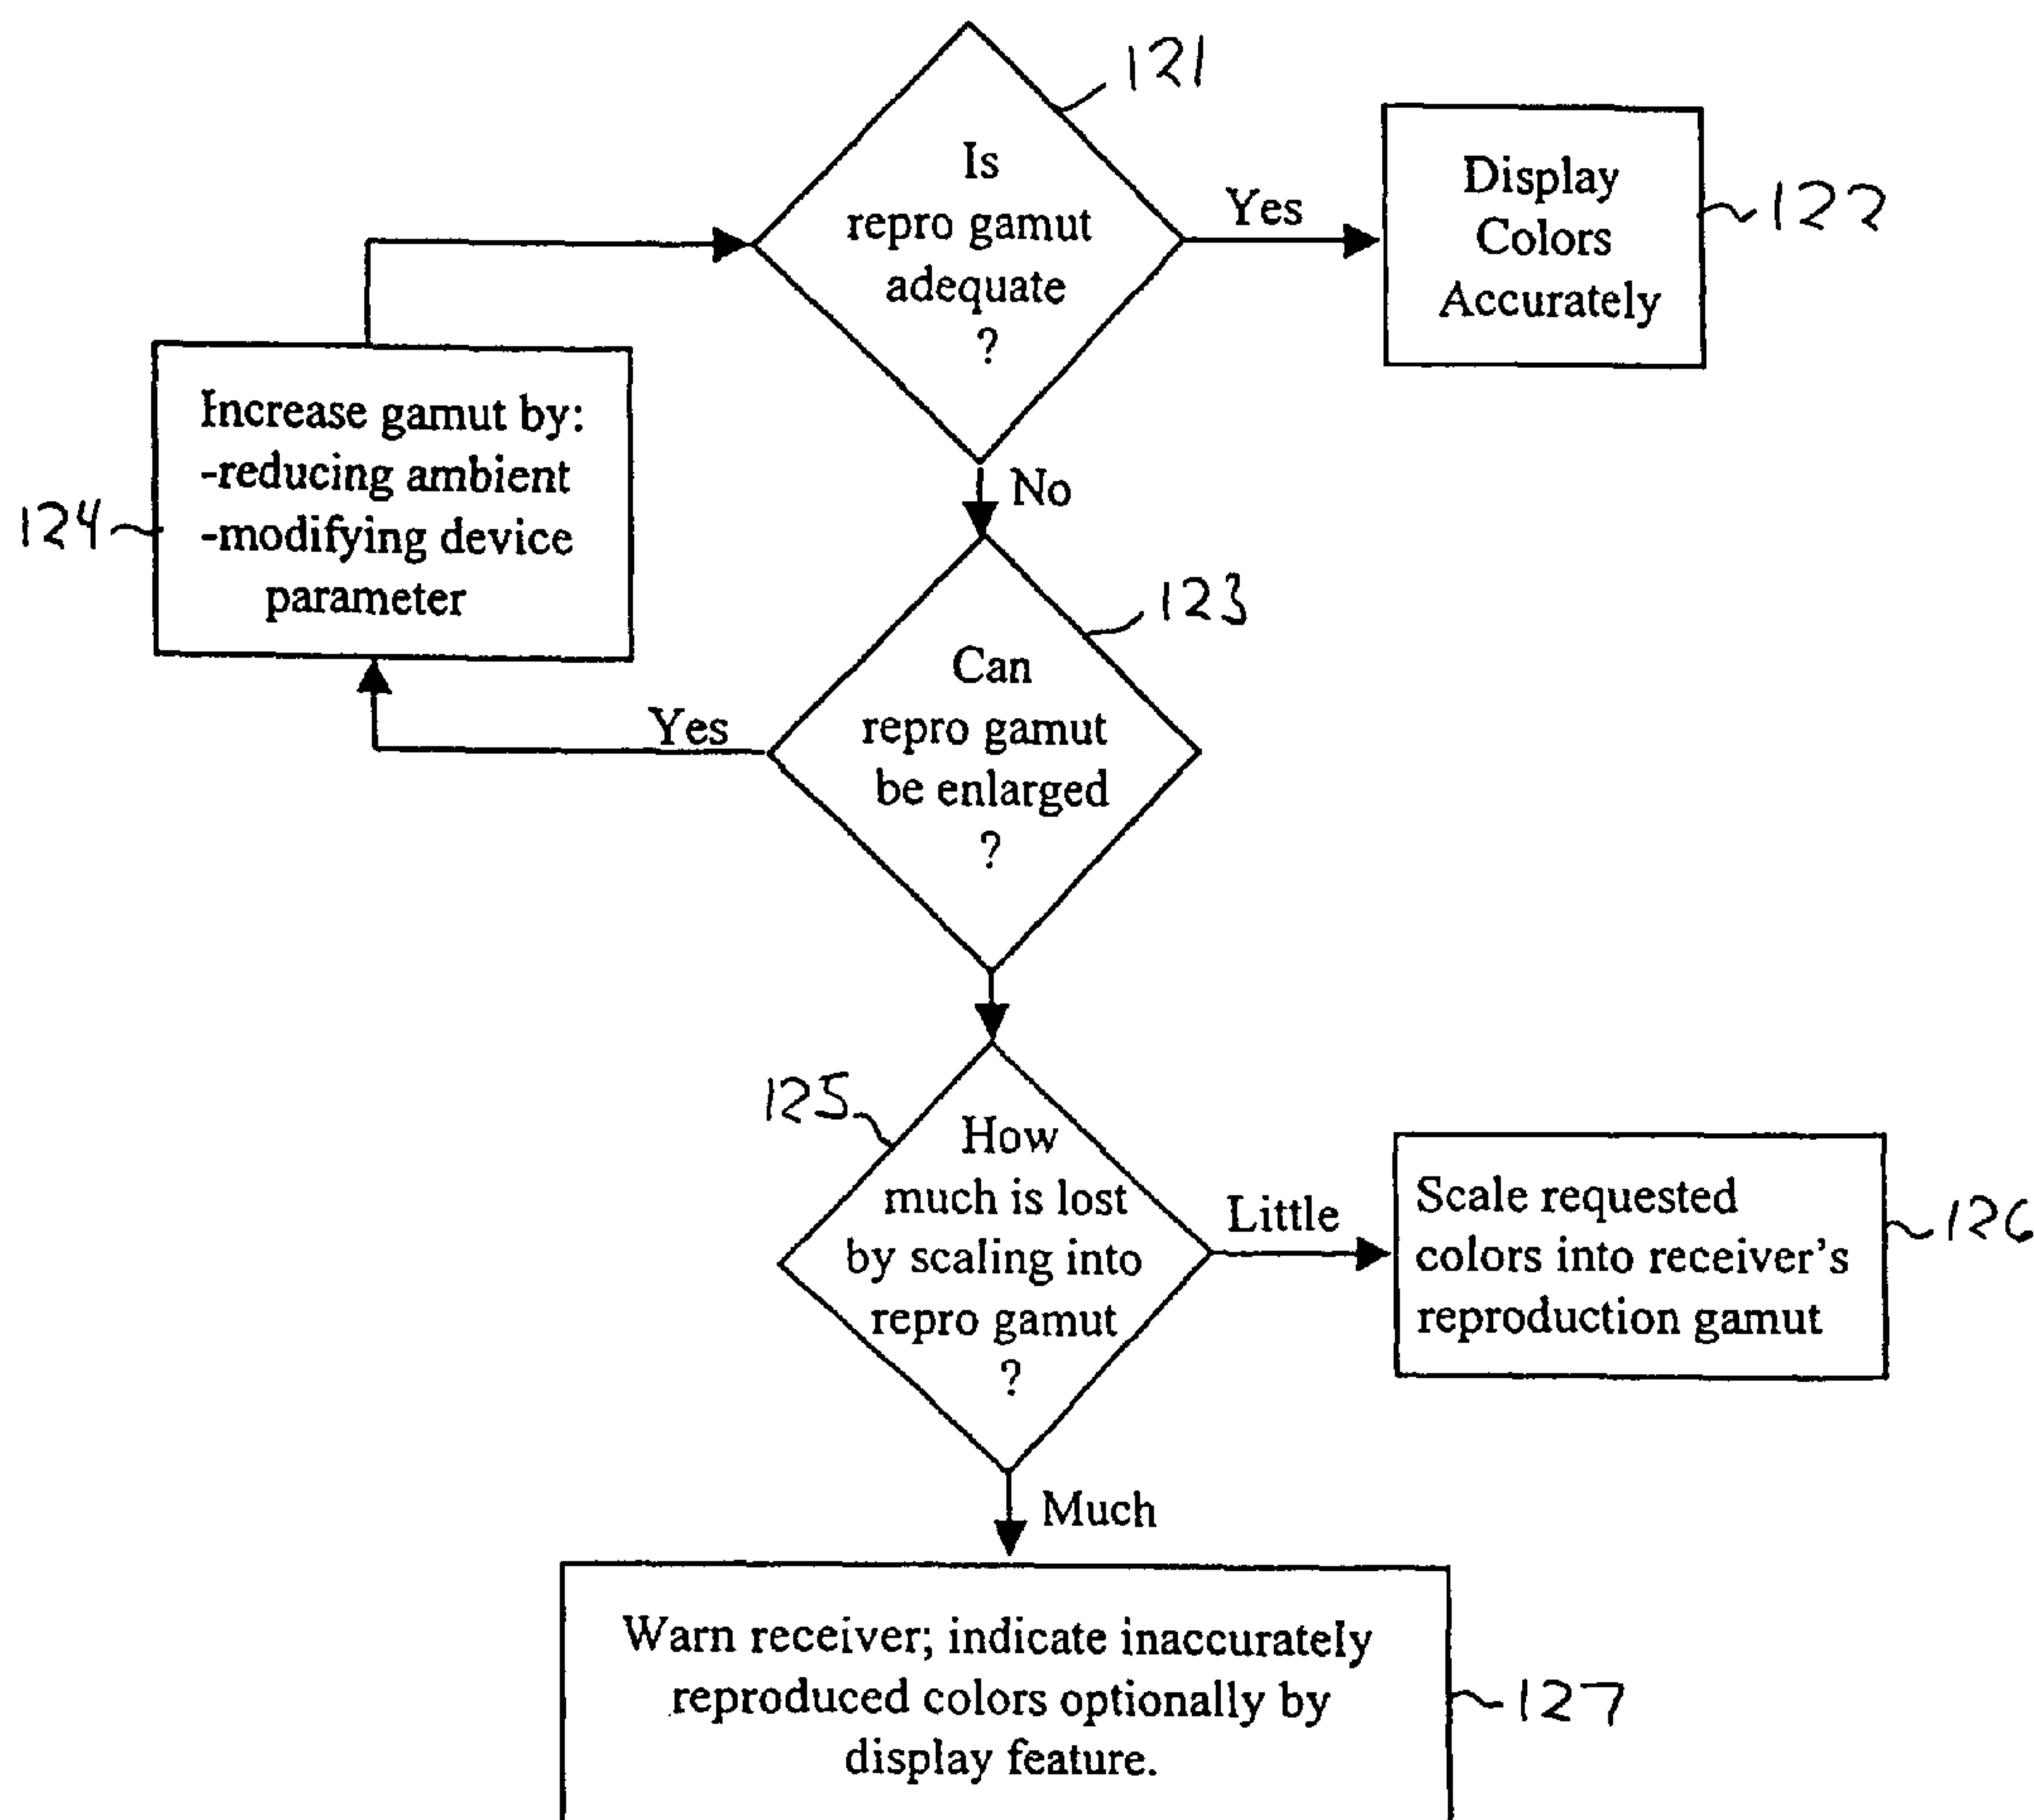 121
Is
repro gamut
adequate
?
Yes
Display
Colors
Accurately
122
No
Increase gamut by:
-reducing ambient
-modifying device
parameter
124
123
Can
repro gamut
be enlarged
?
Yes
125
How
much is lost
by scaling into
repro gamut
?
Little
Scale requested
colors into receiver's
reproduction gamut
126
Much
Warn receiver; indicate inaccurately
reproduced colors optionally by
display feature.
127